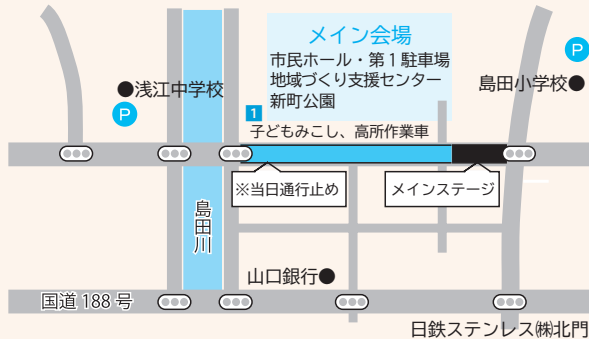 メイン会場
市民ホール・第1駐車場
地域づくり支援センター
新町公園
P
島田小学校●
●浅江中学校
P
1
子どもみこし、高所作業車
※当日通行止め
メインステージ
島田川
山口銀行●
国道188号
日鉄ステンレス㈱北門